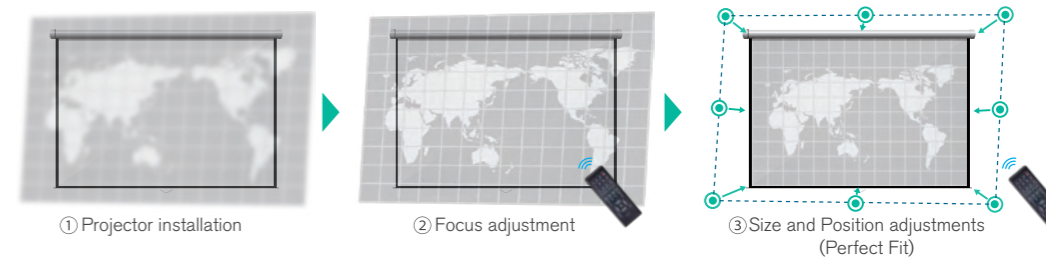 ① Projector installation
② Focus adjustment
③ Size and Position adjustments
(Perfect Fit)